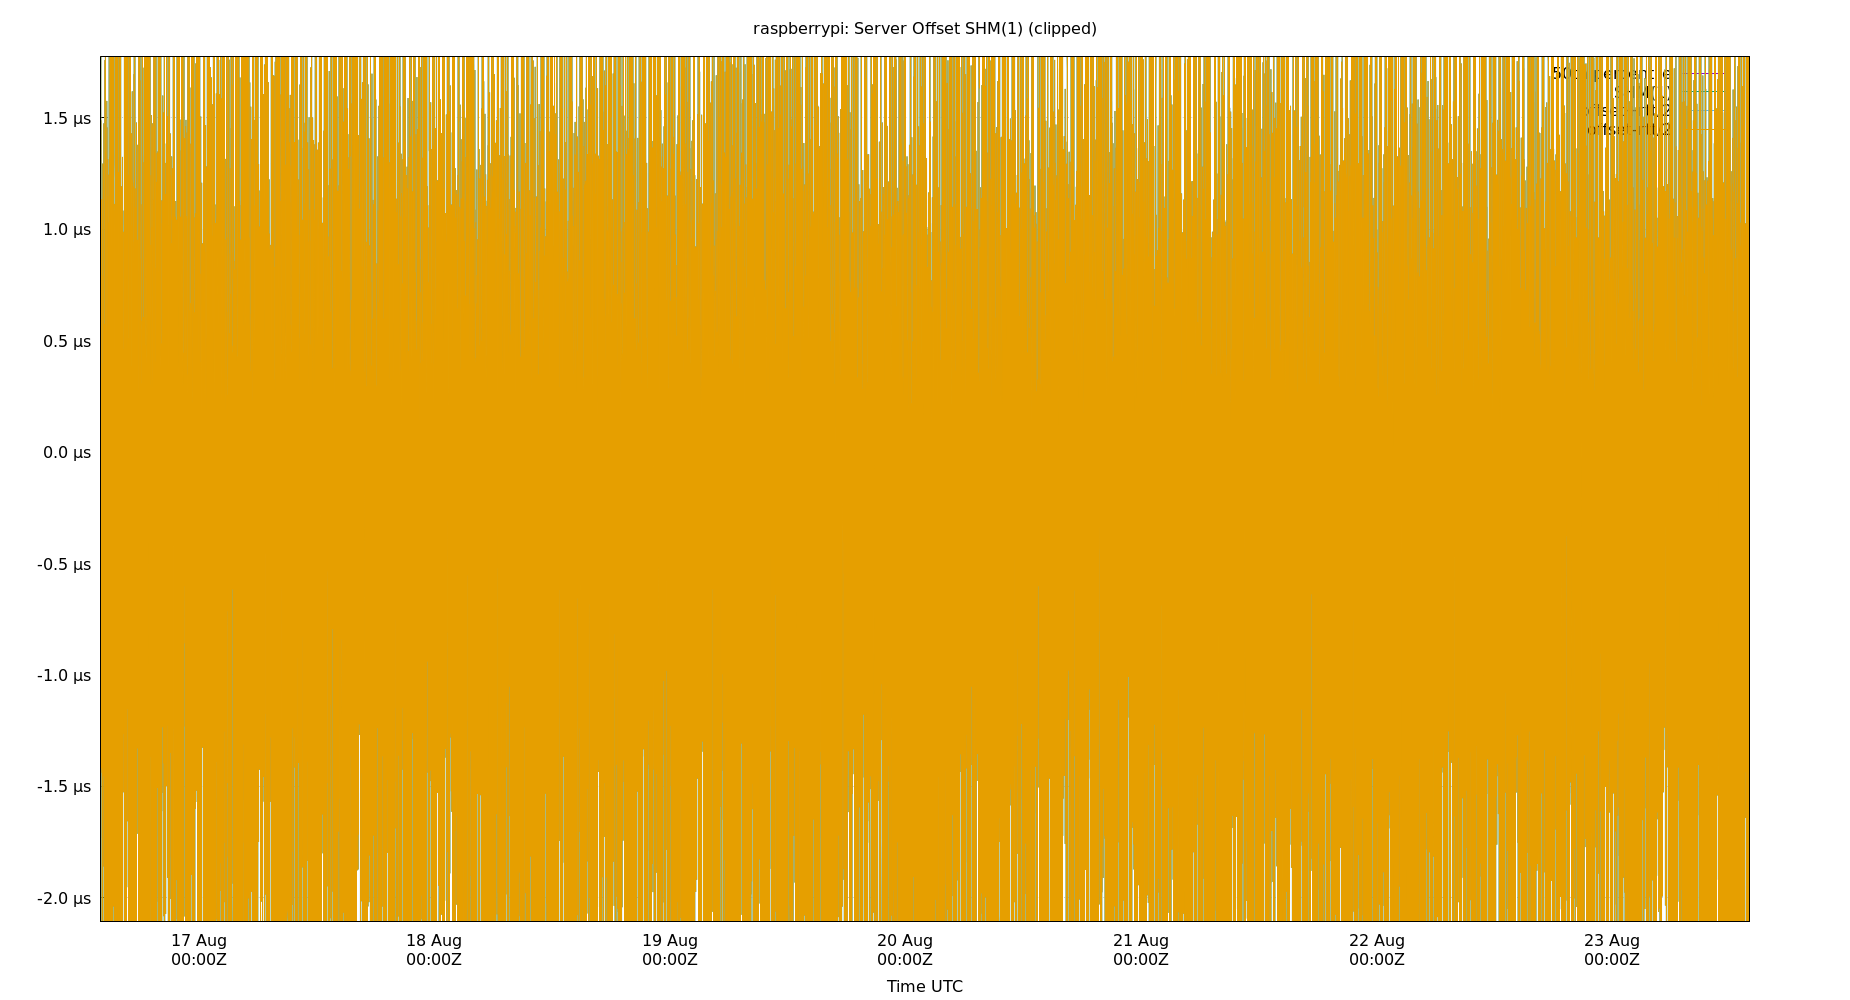 raspberrypi: Server Offset SHM(1) (clipped)
1.5 µs
1.0 µs
0.5 µs
0.0 µs
-0.5 µs
-1.0 µs
-1.5 µs
-2.0 µs
17 Aug 18 Aug 19 Aug 20 Aug 21 Aug 22 Aug 23 Aug
00:00Z 00:00Z 00:00Z 00:00Z 00:00Z 00:00Z 00:00Z
Time UTC